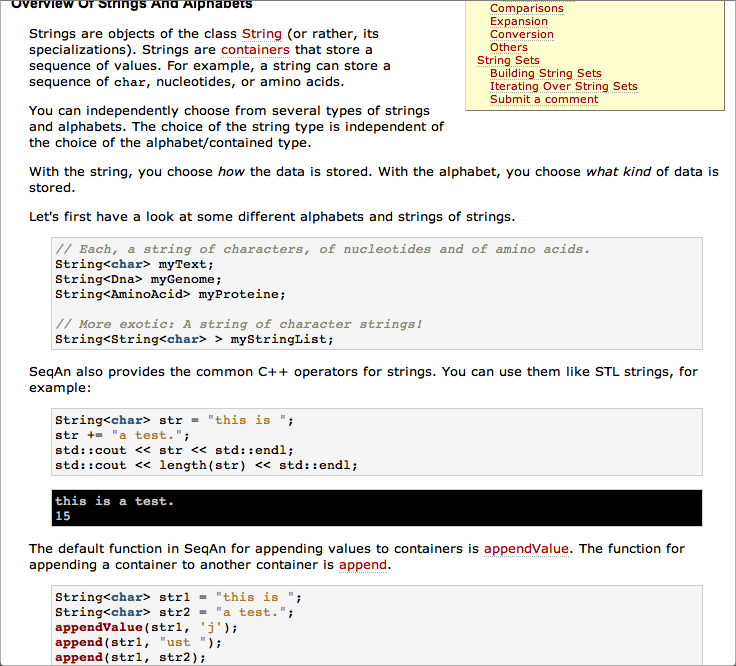 Overview Of Strings And Alphabets
Strings are objects of the class String (or rather, its
specializations). Strings are containers that store a
sequence of values. For example, a string can store a
sequence of char, nucleotides, or amino acids.
You can independently choose from several types of strings
and alphabets. The choice of the string type is independent of
the choice of the alphabet/contained type.
Comparisons
Expansion
Conversion
Others
String Sets
Building String Sets
Iterating Over String Sets
Submit a comment
With the string, you choose how the data is stored. With the alphabet, you choose what kind of data is
stored.
Let's first have a look at some different alphabets and strings of strings.
// Each, a string of characters, of nucleotides and of amino acids.
String<char> myText;
String<Dna> myGenome;
String<AminoAcid> myProteine;
// More exotic: A string of character strings!
String<String<char> > myStringList;
SeqAn also provides the common C++ operators for strings. You can use them like STL strings, for
example:
String<char> str = "this is ";
str += "a test.";
std::cout << str << std::endl;
std::cout << length(str) << std::endl;
this is a test.
15
The default function in SeqAn for appending values to containers is appendValue. The function for
appending a container to another container is append.
String<char> str1 = "this is ";
String<char> str2 = "a test.";
appendValue(str1, 'j');
append(str1, "ust ");
append(str1, str2);